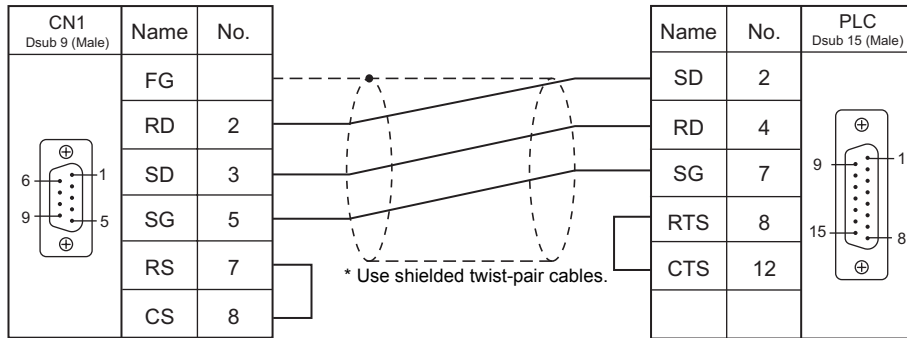 CN1
Dsub 9 (Male)
Name No.
FG
RD 2
SD 3
SG 5
RS 7
CS 8
6
1
9
5
* Use shielded twist-pair cables.
Name No.
PLC
Dsub 15 (Male)
SD 2
RD 4
SG 7
RTS 8
CTS 12
9
1
15
8